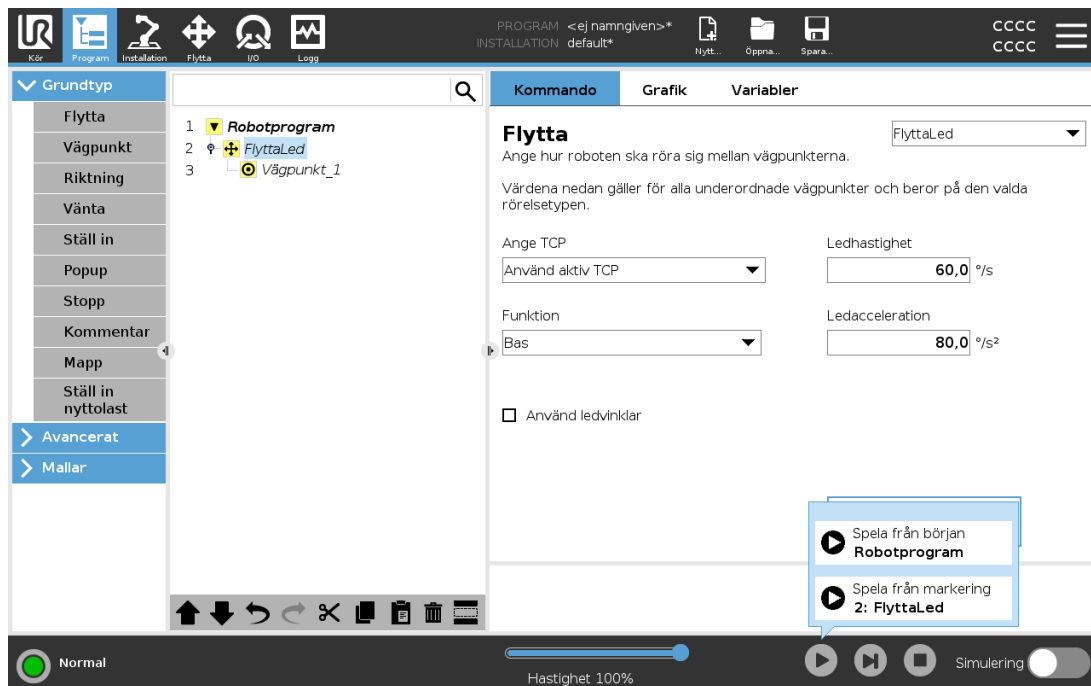 PROGRAM <ej namngiven>*
INSTALLATION default*
CCCC
CCCC
UR
Kör
Program
Installation
Flytta
I/O
Logg
Nytt...
Öppna...
Spara...
Grundtyp
Flytta
Vägpunkt
Riktning
Vänta
Ställ in
Popup
Stopp
Kommentar
Mapp
Ställ in
nyttolast
Avancerat
Mallar
1 Robotprogram
2 FlyttaLed
3 Vägpunkt_1
Kommando
Grafik
Variabler
Flytta
FlyttaLed
Ange hur roboten ska röra sig mellan vägpunkterna.
Värdena nedan gäller för alla underordnade vägpunkter och beror på den valda
rörelsetypen.
Ange TCP
Ledhastighet
Använd aktiv TCP
60,0 °/s
Funktion
Ledacceleration
Bas
80,0 °/s²
Använd ledvinklar
Spela från början
Robotprogram
Spela från markering
2: FlyttaLed
Normal
Hastighet 100%
Simulering